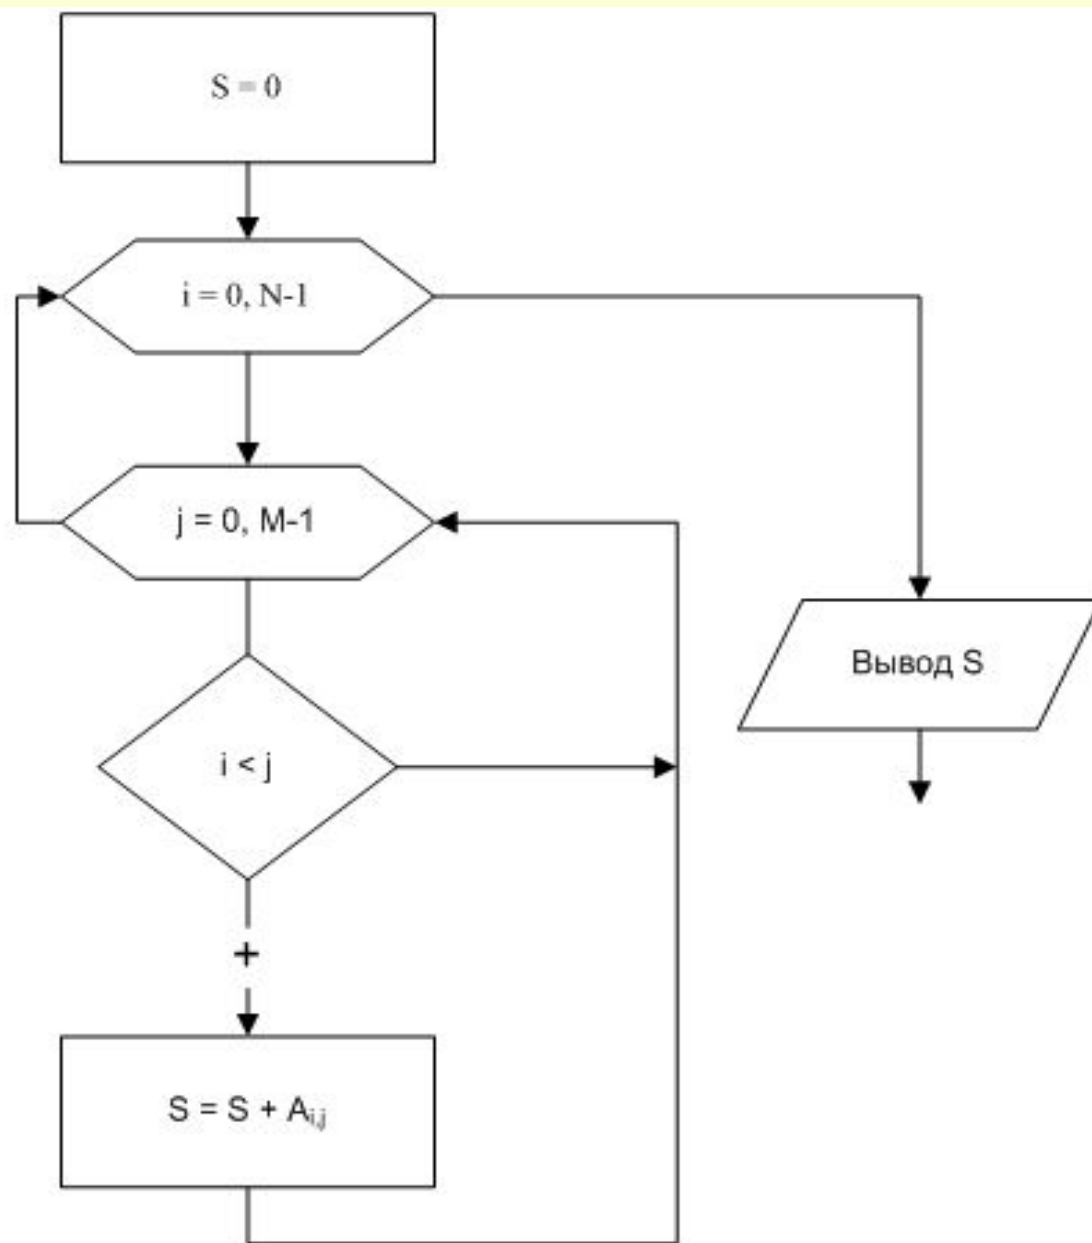 S = 0
i = 0, N-1
j = 0, M-1
Вывод S
i < j
+
S = S + Ai,j